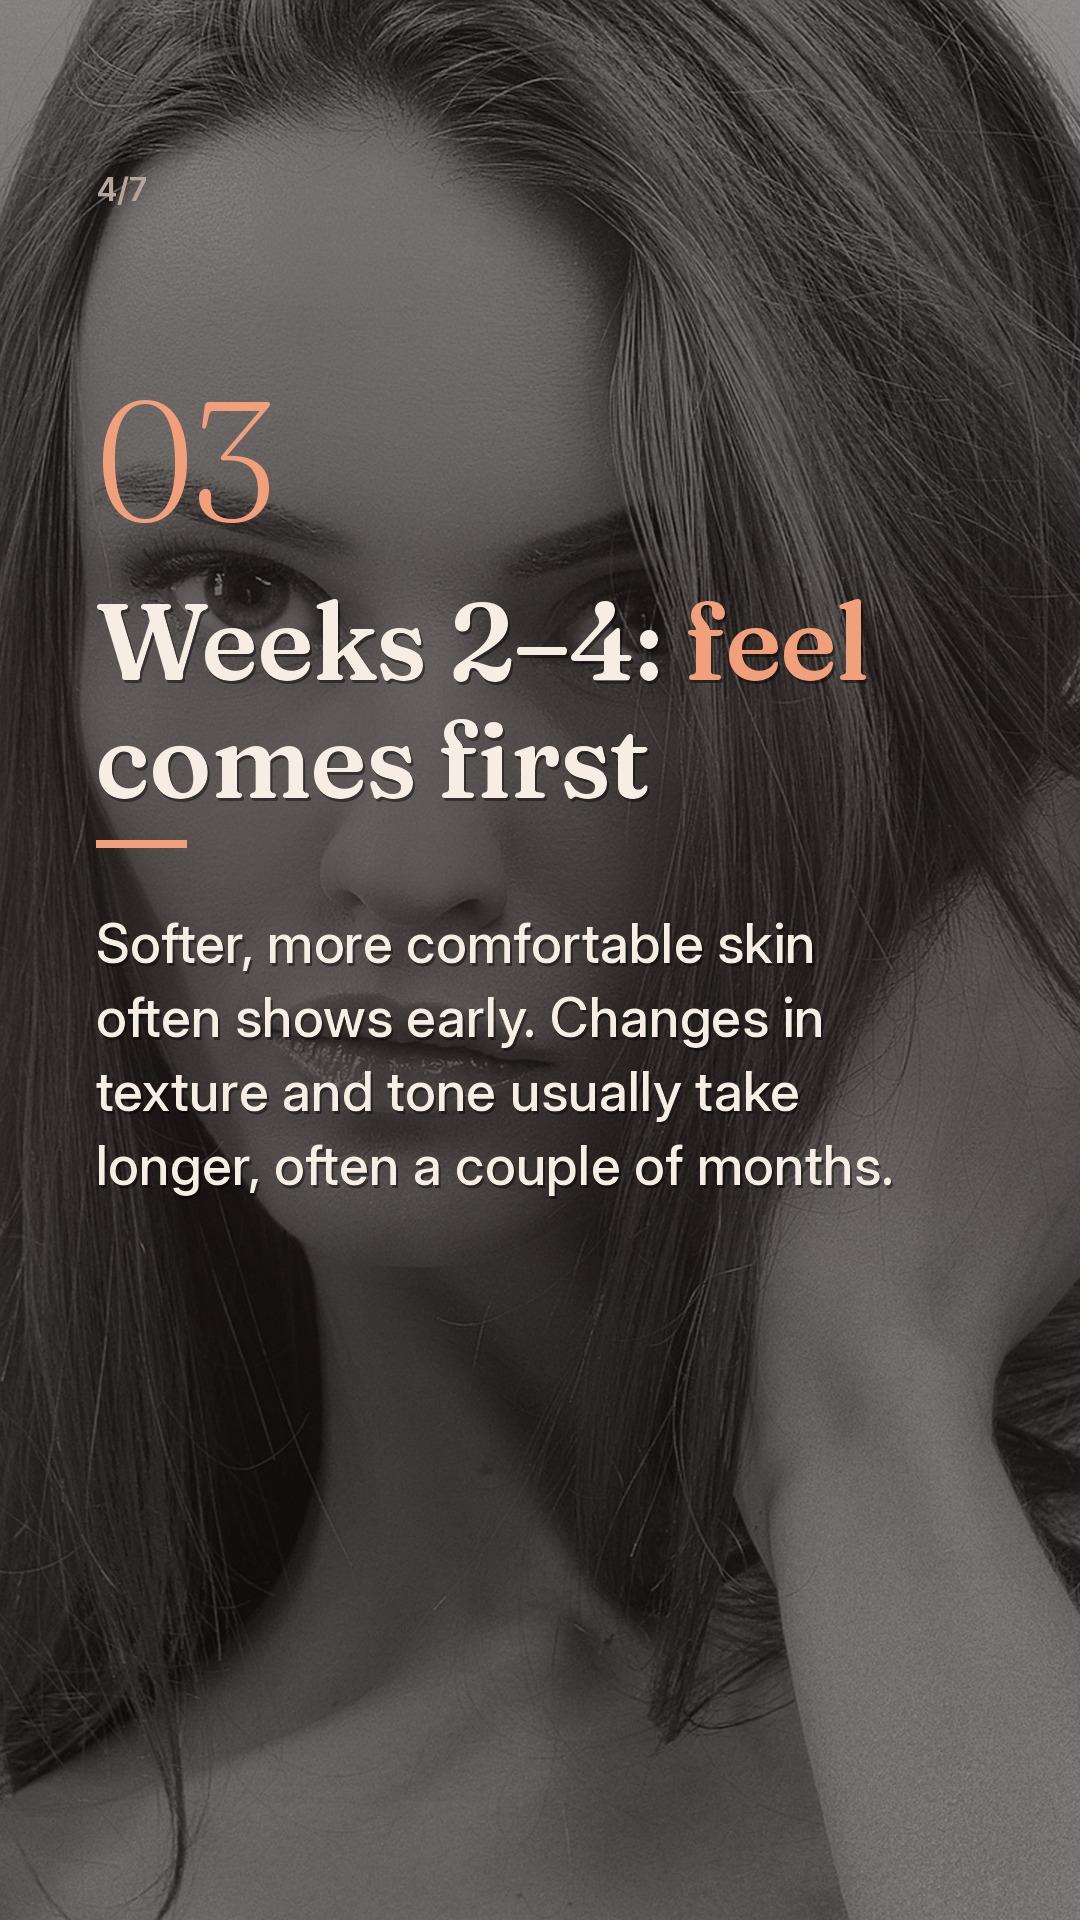 4/7
03
Weeks 2–4: feel
comes first
Softer, more comfortable skin
often shows early. Changes in
texture and tone usually take
longer, often a couple of months.